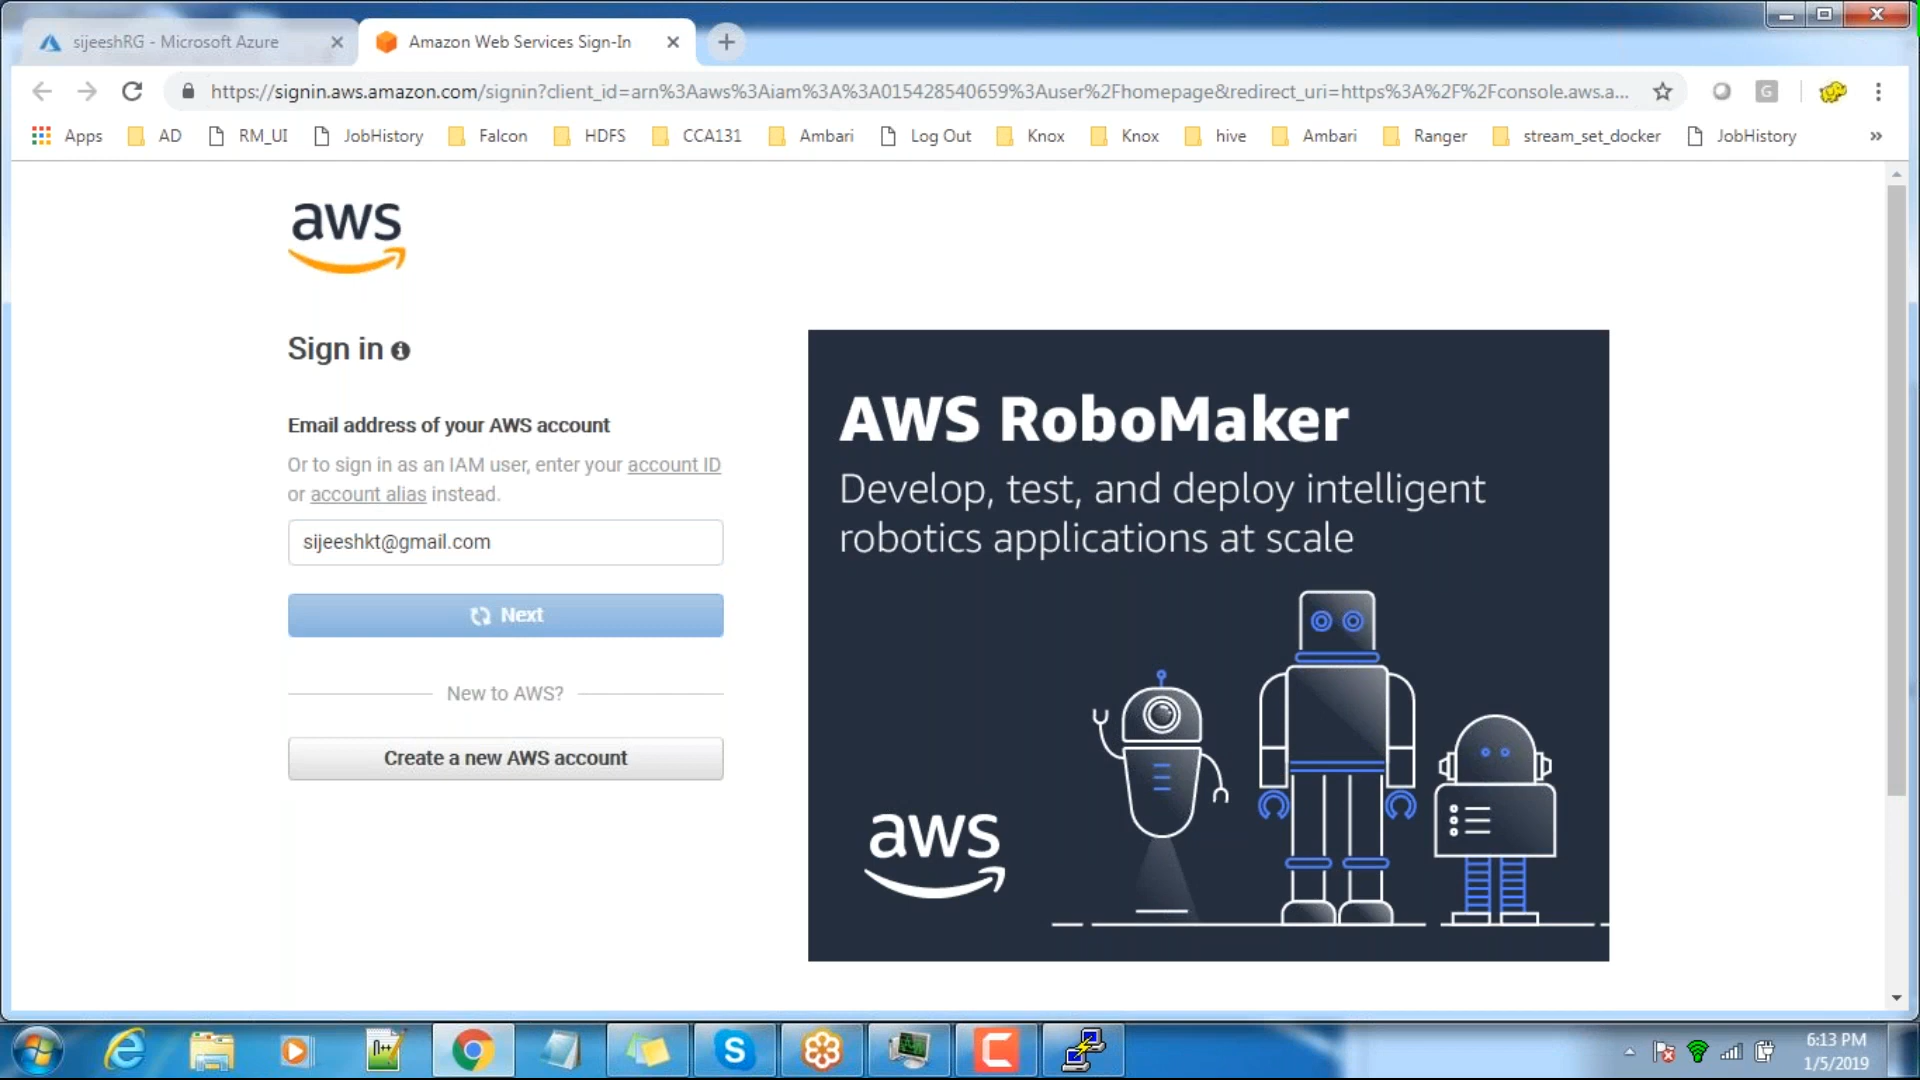 sijeeshRG - Microsoft Azure
Amazon Web Services Sign-In
https://signin.aws.amazon.com/signin?client_id=arn%3Aaws%3Aiam%3A%3A015428540659%3Auser%2Fhomepage&redirect_uri=https%3A%2F%2Fconsole.aws.a...
G
Apps AD RM_UI JobHistory Falcon HDFS CCA131 Ambari Log Out Knox Knox hive Ambari Ranger stream_set_docker JobHistory »
aws
Sign in
Email address of your AWS account
Or to sign in as an IAM user, enter your account ID
or account alias instead.
sijeeshkt@gmail.com
Next
New to AWS?
Create a new AWS account
AWS RoboMaker
Develop, test, and deploy intelligent
robotics applications at scale
aws
n++
S
C
6:13 PM
1/5/2019